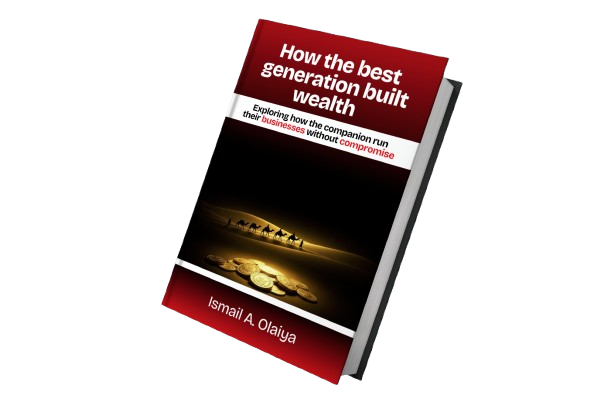 How the best
generation built
wealth
Exploring how the companion run
their businesses without compromise
Ismail A. Olaiya